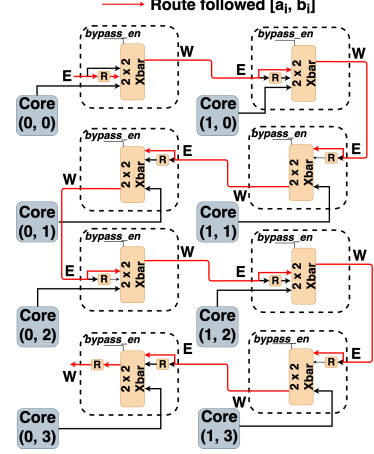 Route followed [ai, bi]
bypass_en
W
E
R
2 x 2
Xbar
Core
(0, 0)
bypass_en
W
E
R
2 x 2
Xbar
Core
(1, 0)
bypass_en
E
R
2 x 2
Xbar
W
Core
(0, 1)
bypass_en
E
R
2 x 2
Xbar
W
Core
(1, 1)
bypass_en
W
E
R
2 x 2
Xbar
Core
(0, 2)
bypass_en
W
E
R
2 x 2
Xbar
Core
(1, 2)
bypass_en
E
R
R
2 x 2
Xbar
W
Core
(0, 3)
bypass_en
E
R
2 x 2
Xbar
W
Core
(1, 3)